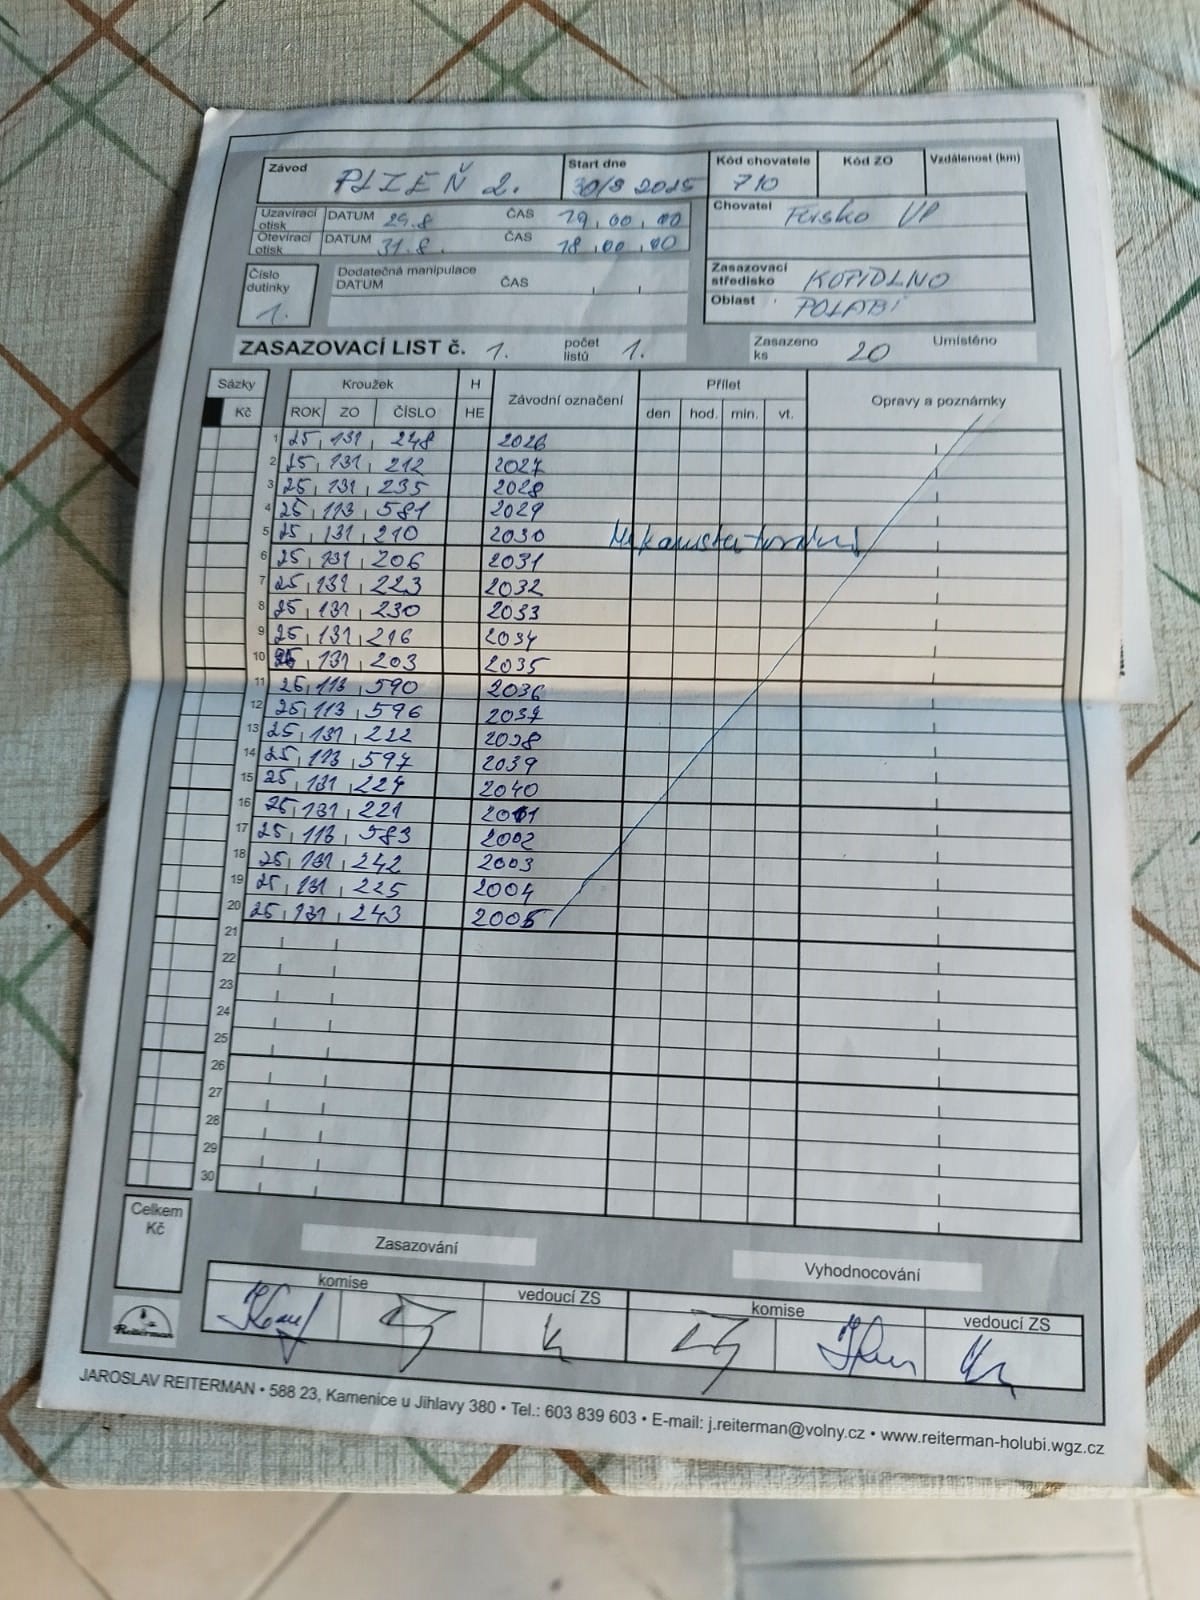 Závod PLZEŇ 2. Start dne 30/8 2025 Kód chovatele 710 Kód ZO Vzdálenost (km)
Uzavírací otisk DATUM 29.8 ČAS 19,00,00 Chovatel VP
Otevírací otisk DATUM 31.8. ČAS 18,00,00
Číslo dutinky 1. Dodatečná manipulace DATUM ČAS Zasazovací středisko KOPIDLNO
Oblast POLABÍ
ZASAZOVACÍ LIST č. 1. počet listů 1. Zasazeno ks 20 Umístěno
Sázky Kroužek H Závodní označení Přílet Opravy a poznámky
Kč ROK ZO ČÍSLO HE den hod. min. vt.
1 25 131 248 2026
2 25 131 212 2027
3 25 131 235 2028
4 25 113 581 2029
5 25 131 210 2030
6 25 131 206 2031
7 25 131 223 2032
8 25 131 230 2033
9 25 131 216 2034
10 25 131 203 2035
11 25 113 590 2036
12 25 113 596 2037
13 25 131 222 2038
14 25 113 597 2039
15 25 131 224 2040
16 25 131 221 2001
17 25 113 583 2002
18 25 131 242 2003
19 25 131 225 2004
20 25 131 243 2005
21
22
23
24
25
26
27
28
29
30
Celkem Kč
Zasazování Vyhodnocování
komise vedoucí ZS komise vedoucí ZS
Reiterman
JAROSLAV REITERMAN • 588 23, Kamenice u Jihlavy 380 • Tel.: 603 839 603 • E-mail: j.reiterman@volny.cz • www.reiterman-holubi.wgz.cz